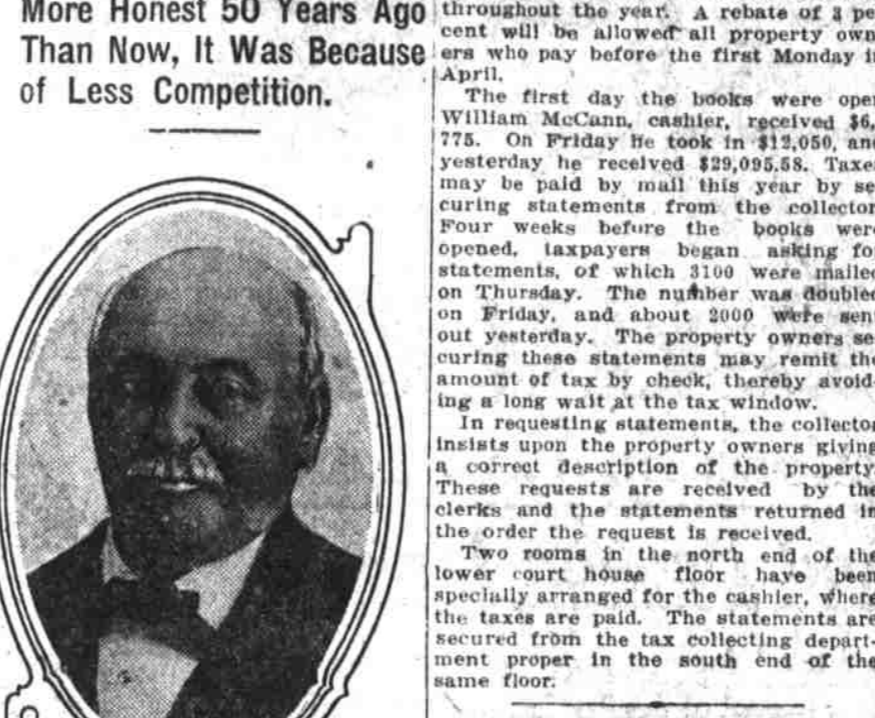 More Honest 50 Years Ago
Than Now, It Was Because
of Less Competition.
throughout the year. A rebate of 3 pe
cent will be allowed all property own
ers who pay before the first Monday i
April.
The first day the books were open
William McCann, cashier, received $6,
775. On Friday he took in $12,050, and
yesterday he received $29,095.58. Taxe
may be paid by mail this year by se
curing statements from the collector
Four weeks before the books were
opened, taxpayers began asking fo
statements, of which 3100 were mailed
on Thursday. The number was doubled
on Friday, and about 2000 were sent
out yesterday. The property owners se
curing these statements may remit the
amount of tax by check, thereby avoid-
ing a long wait at the tax window.
In requesting statements, the collector
insists upon the property owners giving
a correct description of the property
These requests are received by the
clerks and the statements returned in
the order the request is received.
Two rooms in the north end of the
lower court house floor have been
specially arranged for the cashier, where
the taxes are paid. The statements are
secured from the tax collecting depart-
ment proper in the south end of the
same floor.